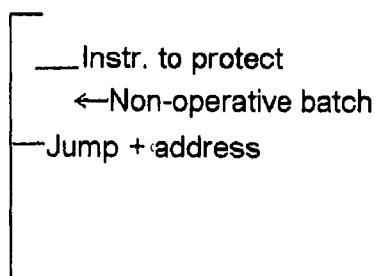 Instr. to protect
←Non-operative batch
Jump + address